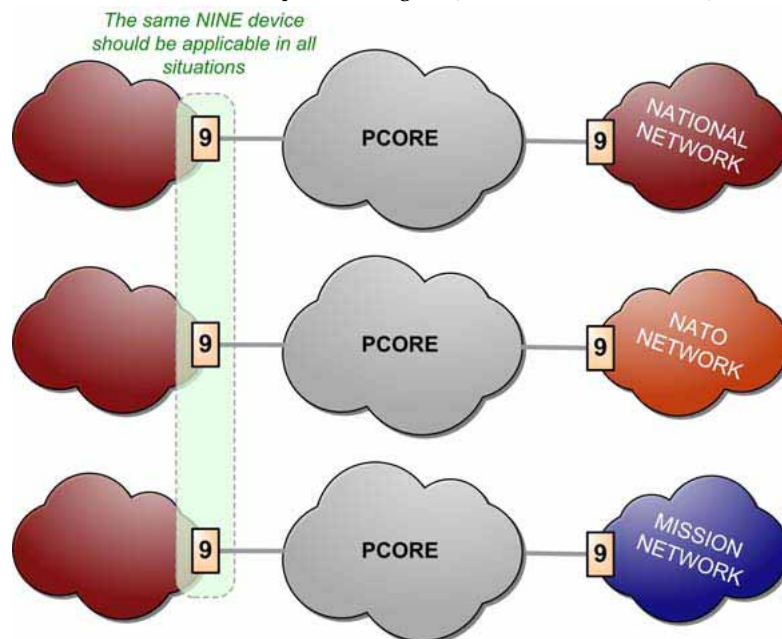 The same NINE device
should be applicable in all
situations
9
PCORE
9
NATIONAL
NETWORK
9
PCORE
9
NATO
NETWORK
9
PCORE
9
MISSION
NETWORK